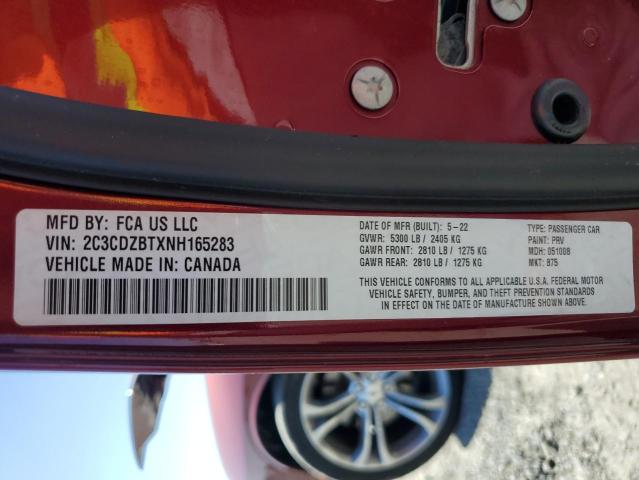 MFD BY: FCA US LLC
VIN: 2C3CDZBTXNH165283
VEHICLE MADE IN: CANADA
DATE OF MFR (BUILT): 5-22
GVWR: 5300 LB / 2405 KG
GAWR FRONT: 2810 LB / 1275 KG
GAWR REAR: 2810 LB / 1275 KG
TYPE: PASSENGER CAR
PAINT: PRV
MDH: 051008
MBT: B75
THIS VEHICLE CONFORMS TO ALL APPLICABLE U.S.A. FEDERAL MOTOR
VEHICLE SAFETY, BUMPER, AND THEFT PREVENTION STANDARDS
IN EFFECT ON THE DATE OF MANUFACTURE SHOWN ABOVE.